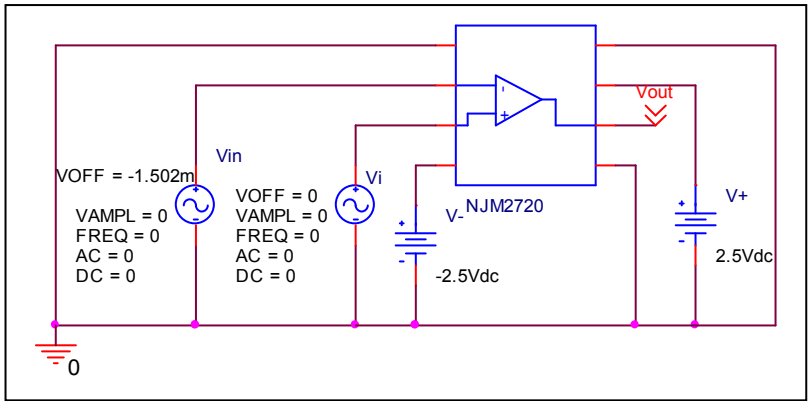 Vout
Vin
VOFF = -1.502m
VAMPL = 0
FREQ = 0
AC = 0
DC = 0
Vi
VOFF = 0
VAMPL = 0
FREQ = 0
AC = 0
DC = 0
-
+
+
-
+
-
V-
+
-
-2.5Vdc
NJM2720
V+
+
-
2.5Vdc
0